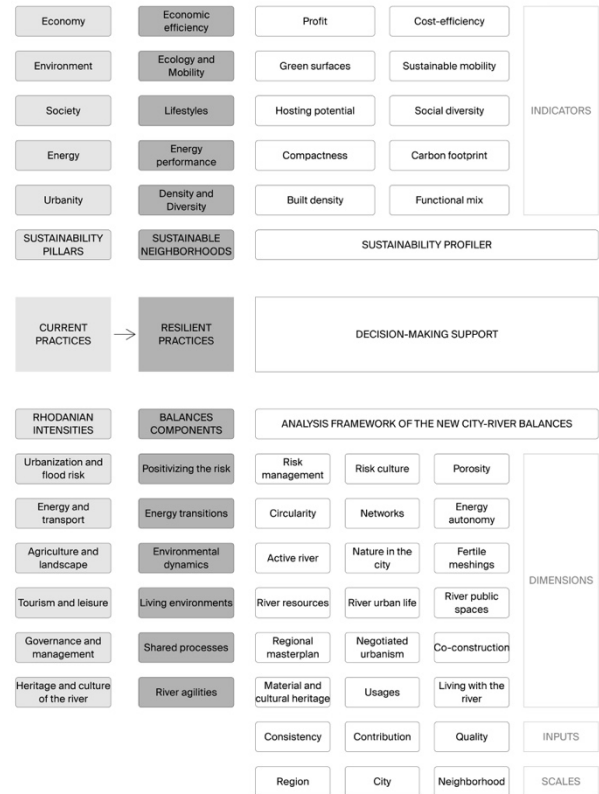 Economy
Economic
efficiency
Profit
Cost-efficiency
Environment
Ecology and
Mobility
Green surfaces
Sustainable mobility
Society
Lifestyles
Hosting potential
Social diversity
INDICATORS
Energy
Energy
performance
Compactness
Carbon footprint
Urbanity
Density and
Diversity
Built density
Functional mix
SUSTAINABILITY
PILLARS
SUSTAINABLE
NEIGHBORHOODS
SUSTAINABILITY PROFILER
CURRENT
PRACTICES
RESILIENT
PRACTICES
DECISION-MAKING SUPPORT
RHODANIAN
INTENSITIES
BALANCES
COMPONENTS
ANALYSIS FRAMEWORK OF THE NEW CITY-RIVER BALANCES
Urbanization and
flood risk
Positivizing the risk
Risk
management
Risk culture
Porosity
Energy and
transport
Energy transitions
Circularity
Networks
Energy
autonomy
Agriculture and
landscape
Environmental
dynamics
Active river
Nature in the
city
Fertile
meshings
DIMENSIONS
Tourism and leisure
Living environments
River resources
River urban life
River public
spaces
Governance and
management
Shared processes
Regional
masterplan
Negotiated
urbanism
Co-construction
Heritage and culture
of the river
River agilities
Material and
cultural heritage
Usages
Living with the
river
Consistency
Contribution
Quality
INPUTS
Region
City
Neighborhood
SCALES